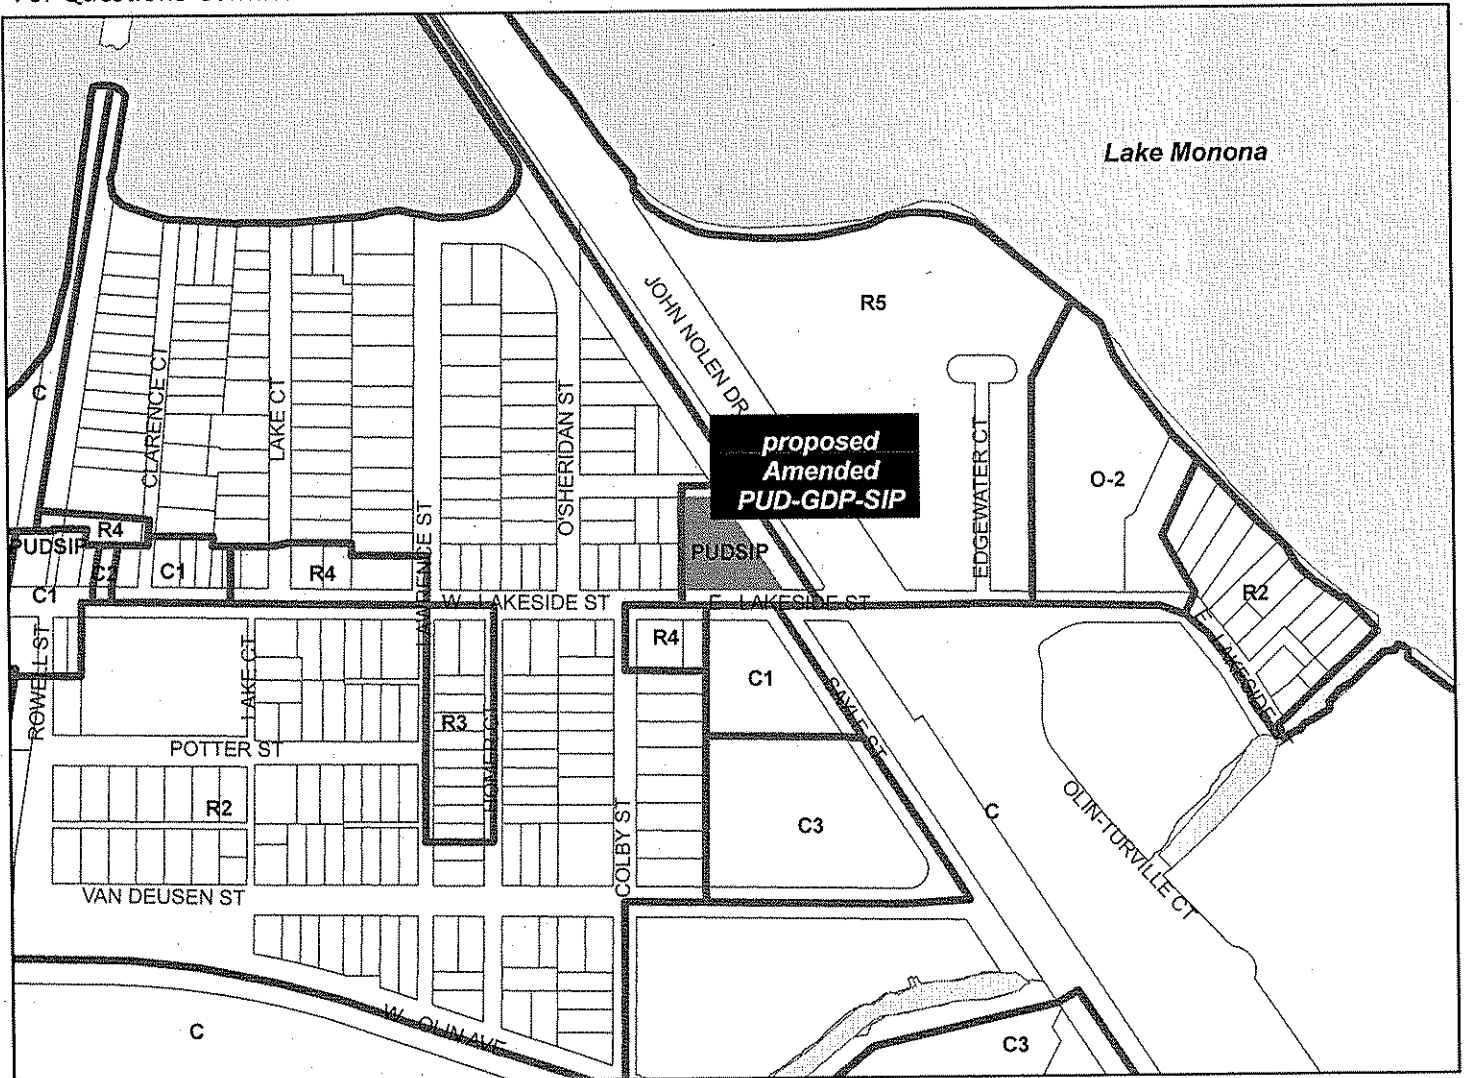 Lake Monona
R5
JOHN NOLEN DR
C
CLARENCE CT
LAKE CT
O'SHERIDAN ST
proposed
Amended
PUD-GDP-SIP
EDGEWATER CT
O-2
R4
PUDSIP
C2
C1
R4
LAWRENCE ST
PUDSIP
C1
W LAKESIDE ST
E LAKESIDE ST
R2
E LAKESIDE ST
ROWELL ST
LAKE CT
R3
HOMER CT
R4
C1
SAYLE ST
POTTER ST
R2
COLBY ST
C3
C
OLIN-TURVILLE CT
VAN DEUSEN ST
C
W OLIN AVE
C3